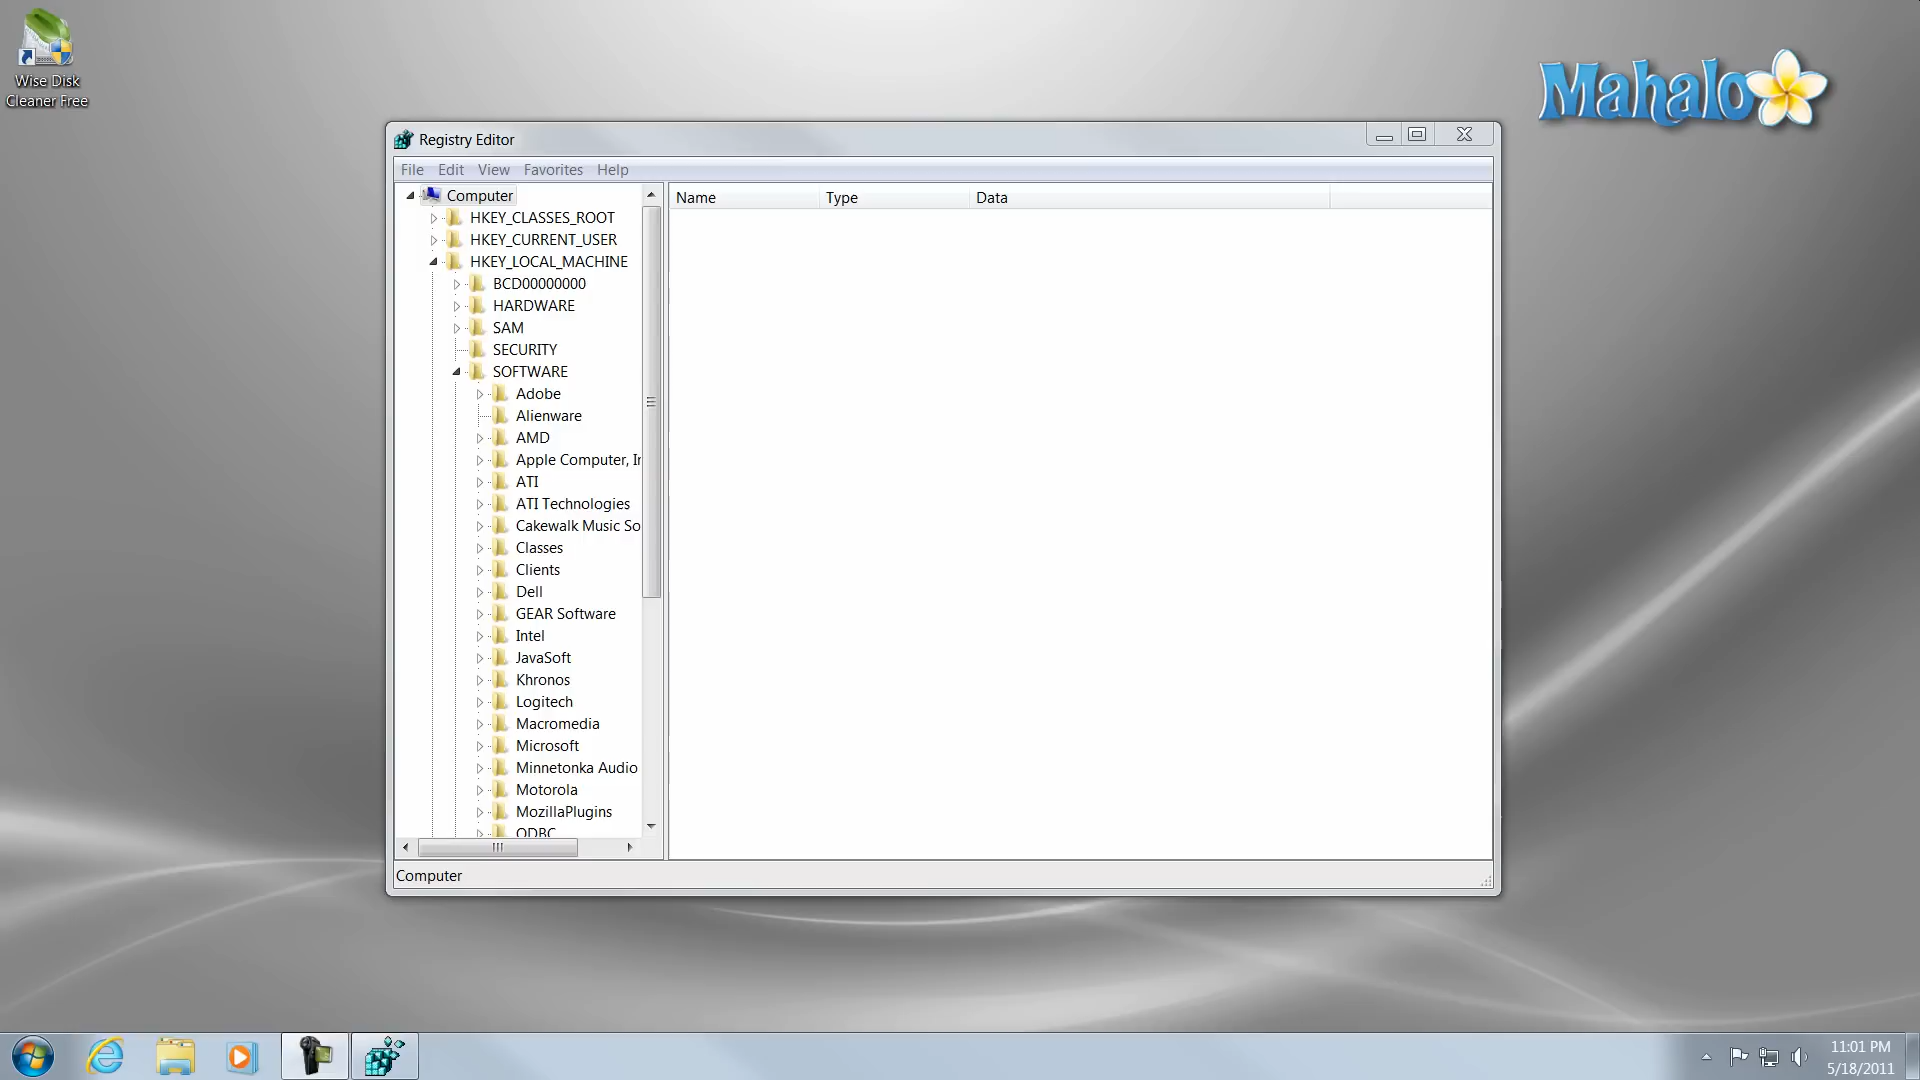 Wise Disk
Cleaner Free
Mahalo
Registry Editor
File Edit View Favorites Help
Computer
HKEY_CLASSES_ROOT
HKEY_CURRENT_USER
HKEY_LOCAL_MACHINE
BCD00000000
HARDWARE
SAM
SECURITY
SOFTWARE
Adobe
Alienware
AMD
Apple Computer, In
ATI
ATI Technologies
Cakewalk Music So
Classes
Clients
Dell
GEAR Software
Intel
JavaSoft
Khronos
Logitech
Macromedia
Microsoft
Minnetonka Audio
Motorola
MozillaPlugins
ODBC
Name Type Data
Computer
11:01 PM
5/18/2011